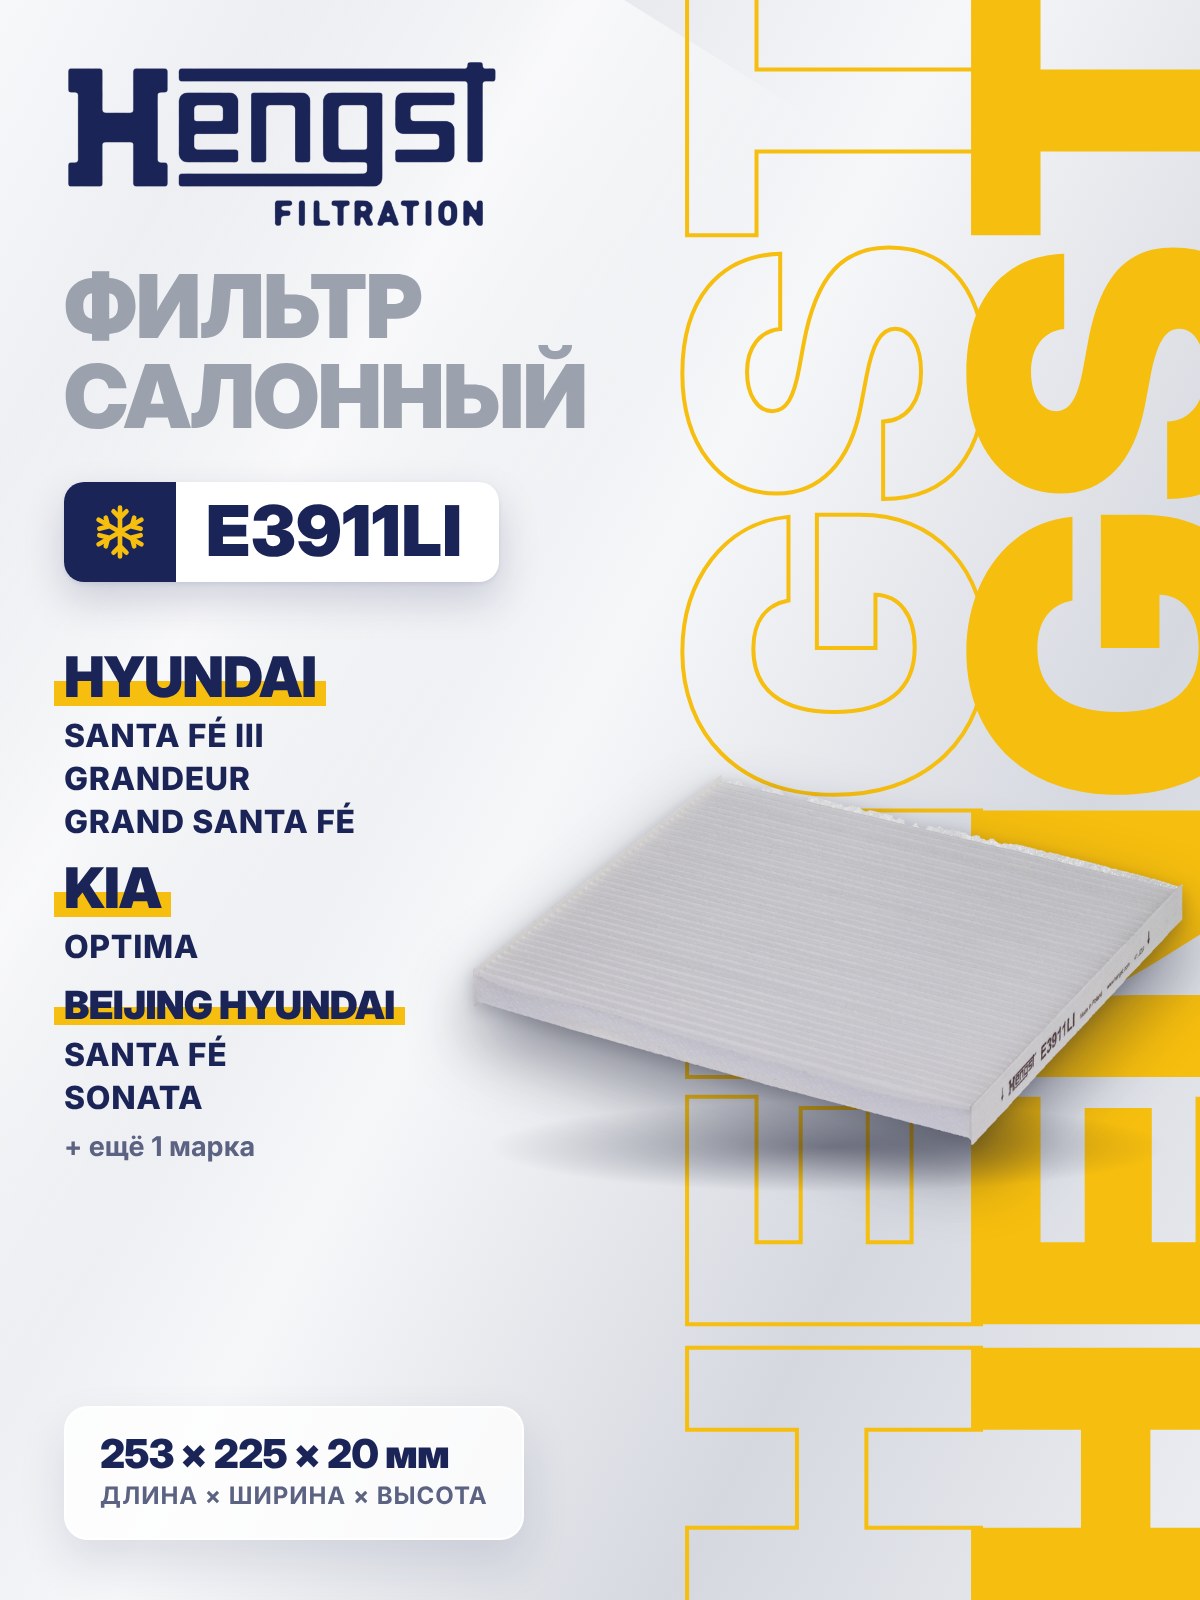 Hengst
FILTRATION
ФИЛЬТР
САЛОННЫЙ
E3911LI
HYUNDAI
SANTA FÉ III
GRANDEUR
GRAND SANTA FÉ
KIA
OPTIMA
BEIJING HYUNDAI
SANTA FÉ
SONATA
+ ещё 1 марка
253 × 225 × 20 мм
ДЛИНА × ШИРИНА × ВЫСОТА
HENGST
HENGST
Hengst E3911LI